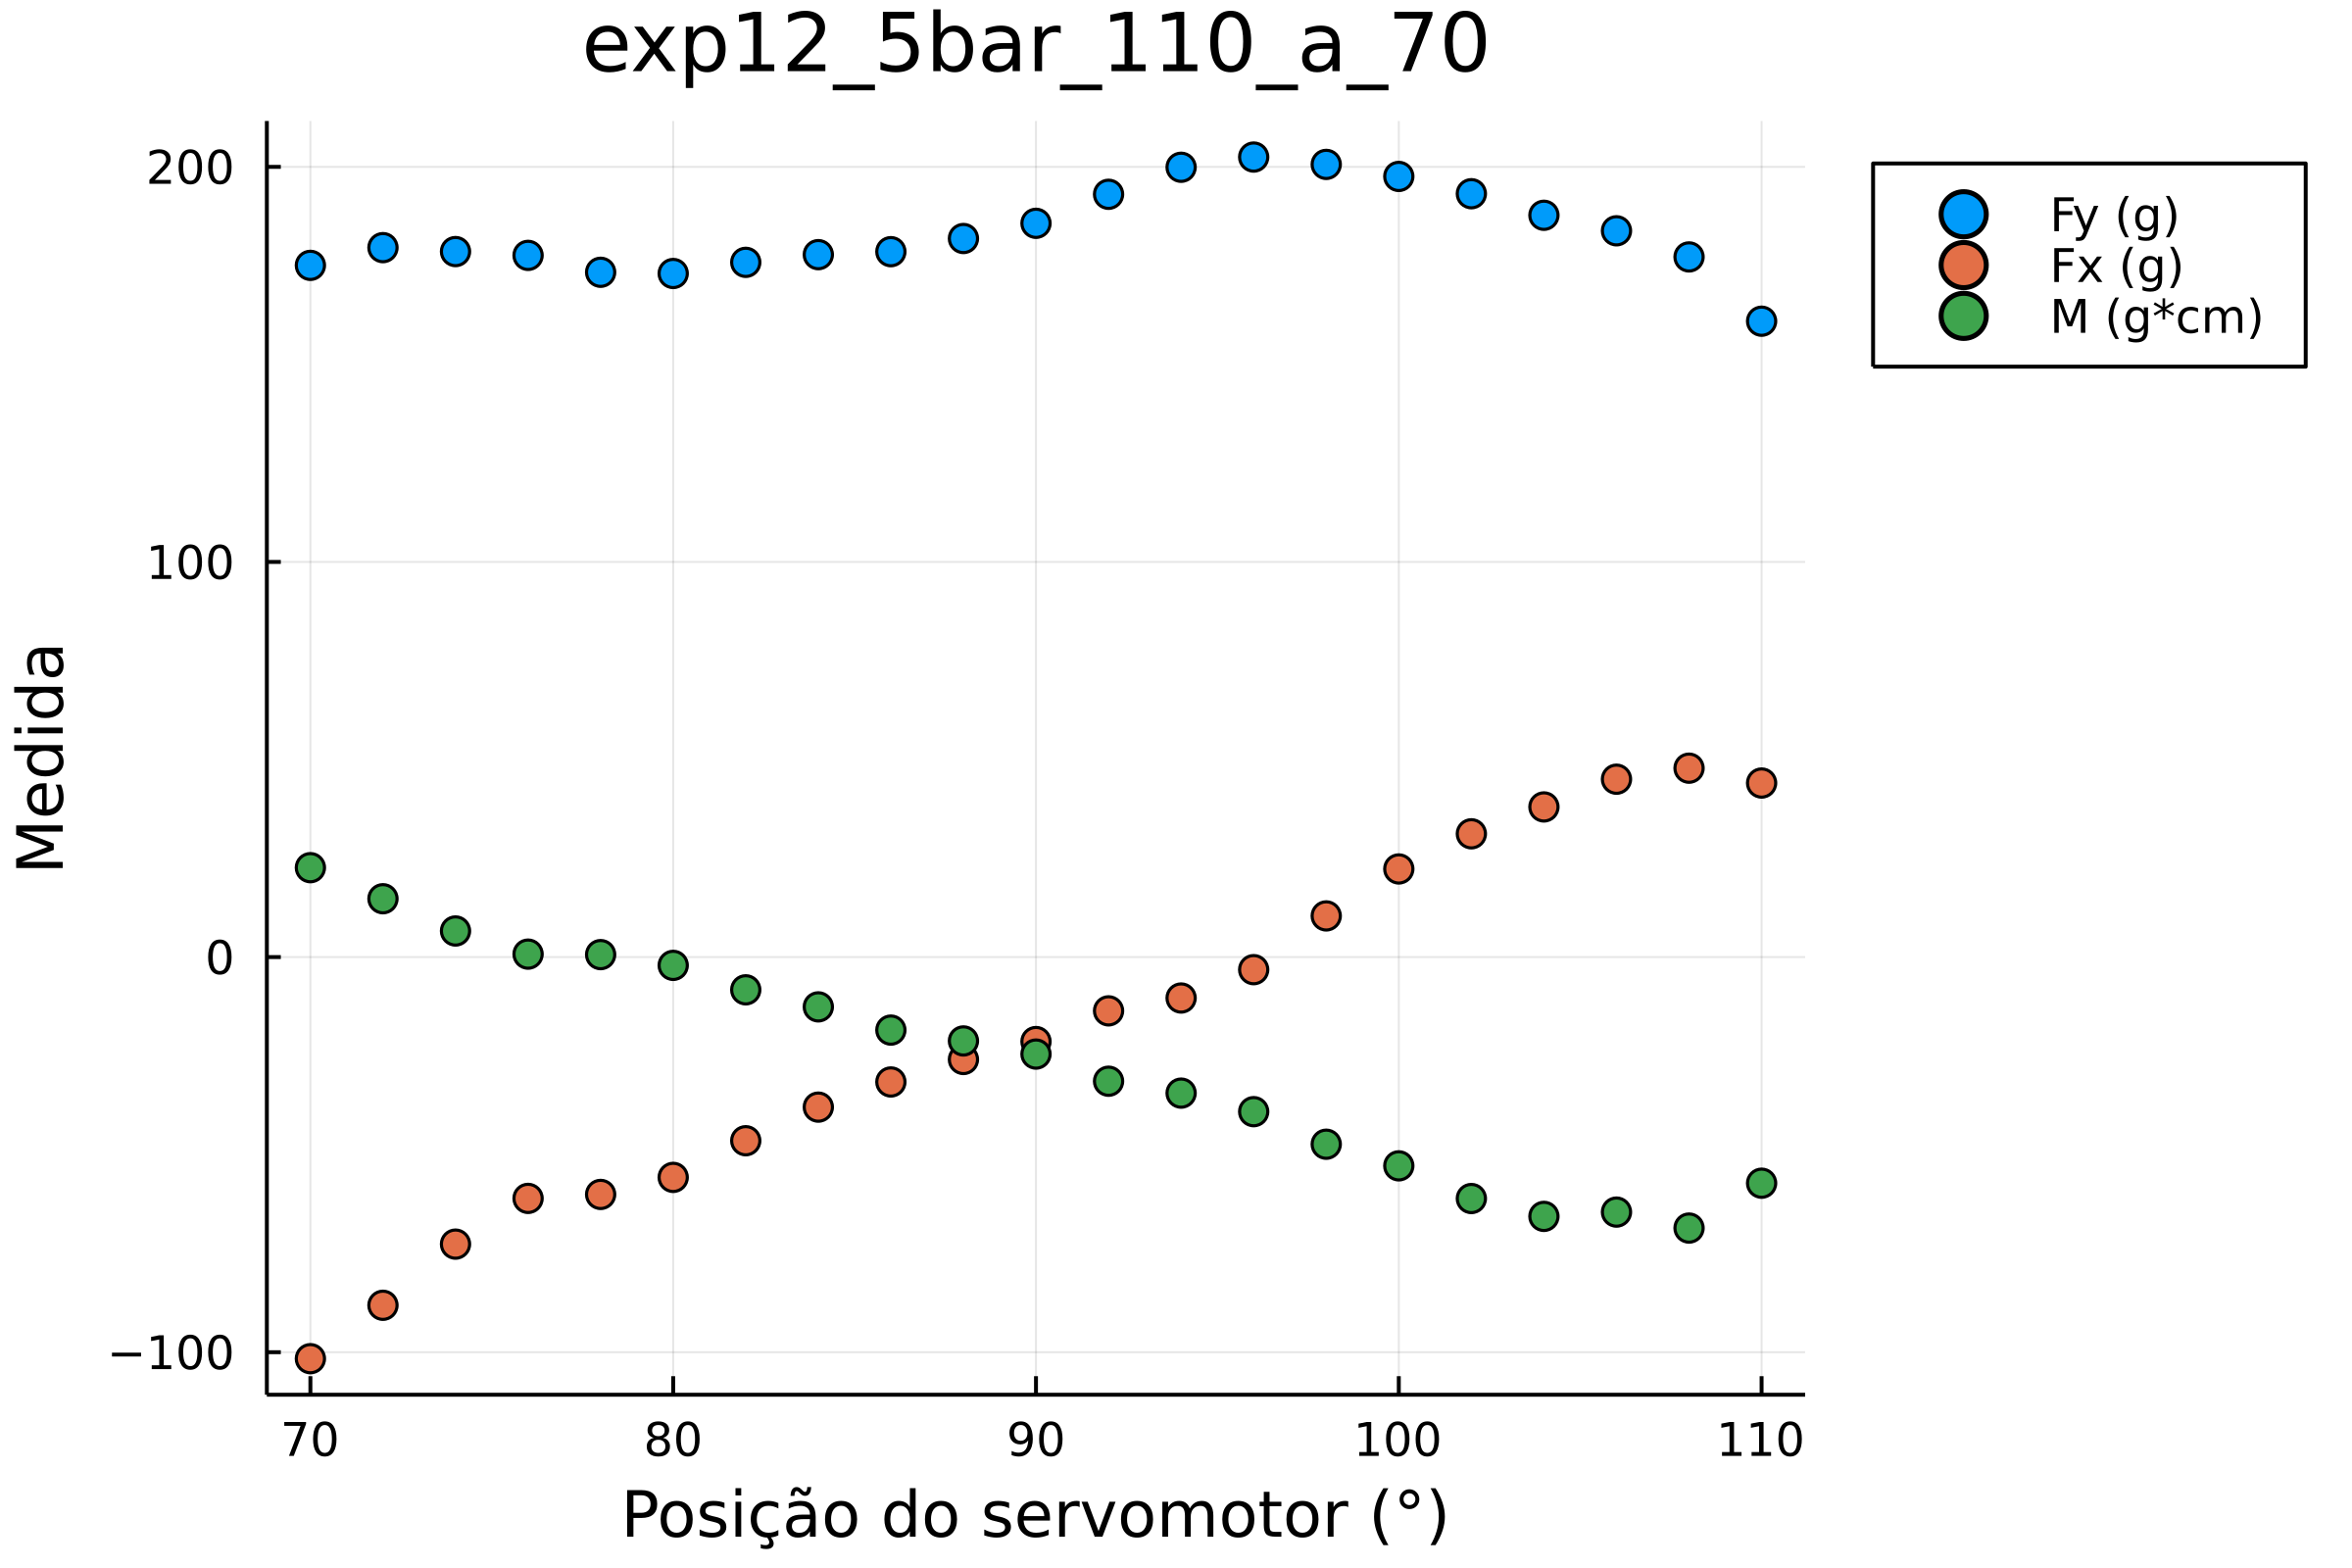 exp12_5bar_110_a_70
200
100
0
−100
Medida
70 80 90 100 110
Posição do servomotor (°)
Fy (g)
Fx (g)
M (g*cm)